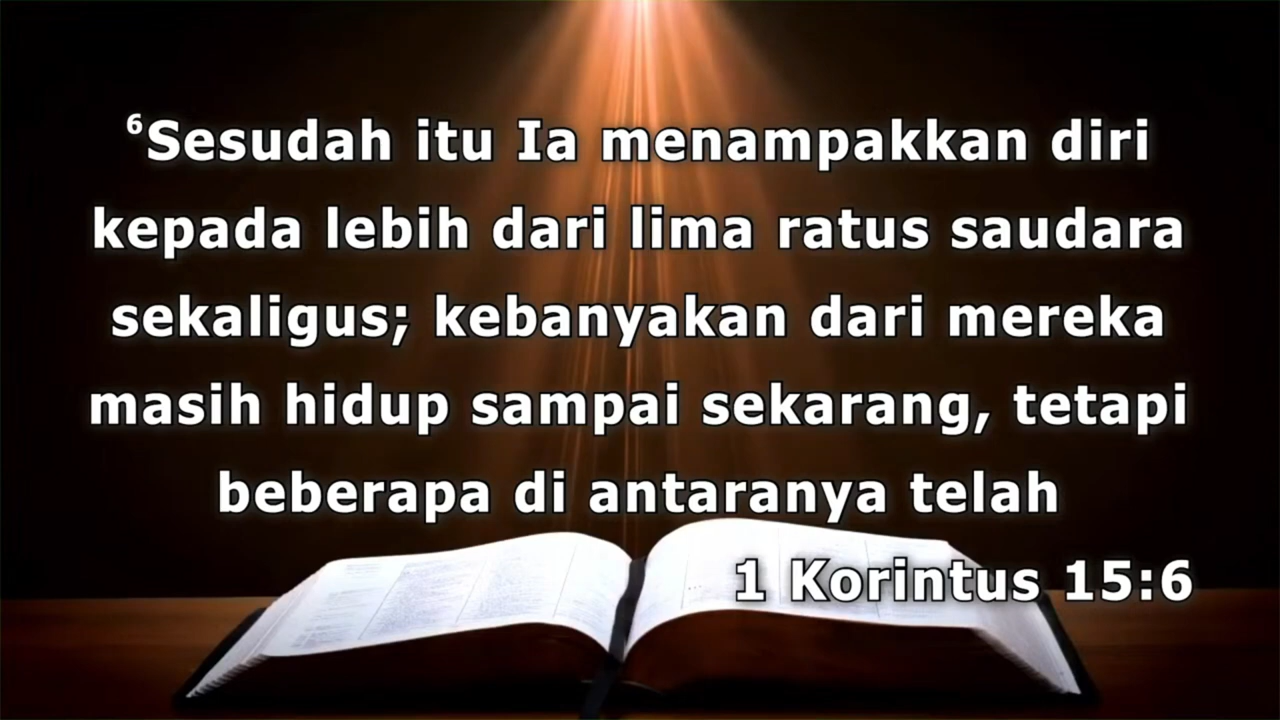 ⁶Sesudah itu Ia menampakkan diri
kepada lebih dari lima ratus saudara
sekaligus; kebanyakan dari mereka
masih hidup sampai sekarang, tetapi
beberapa di antaranya telah
1 Korintus 15:6